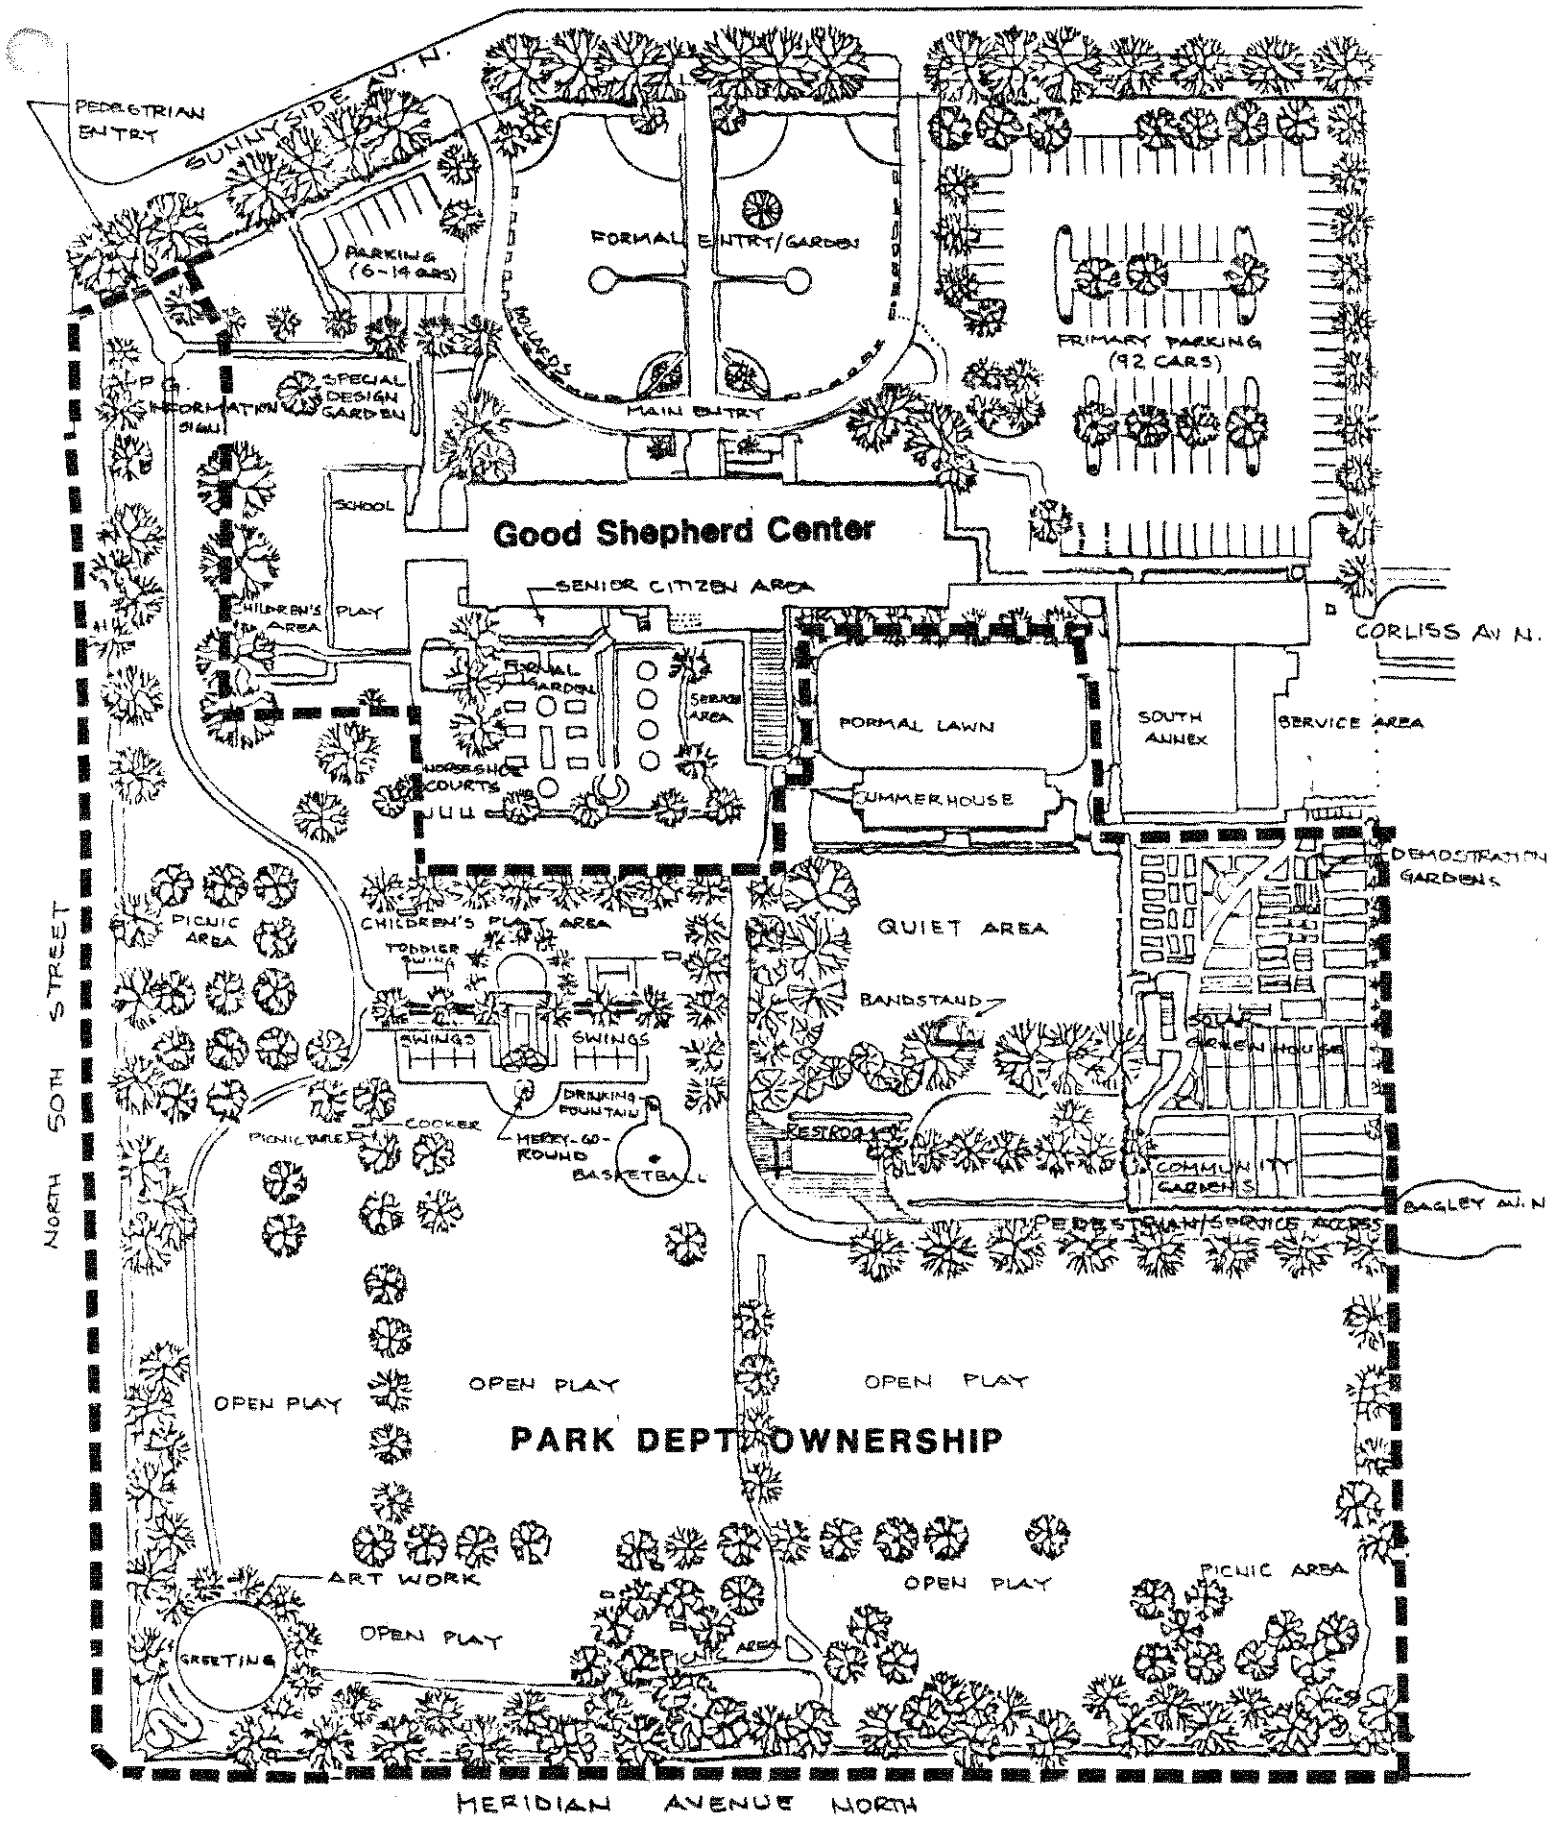 SUNNYSIDE AV. N.
PEDESTRIAN
ENTRY
PARKING
(6-14 CARS)
FORMAL ENTRY/GARDEN
BOLLARDS
PRIMARY PARKING
(92 CARS)
SPECIAL
DESIGN
GARDEN
INFORMATION
SIGN
MAIN ENTRY
SCHOOL
Good Shepherd Center
SENIOR CITIZEN AREA
CHILDREN'S PLAY
AREA
CORLISS AV N.
FORMAL
GARDEN
SERVICE
AREA
FORMAL LAWN
SOUTH
ANNEX
SERVICE AREA
HORSESHOE
COURTS
SUMMERHOUSE
DEMOSTRATION
GARDENS
PICNIC
AREA
CHILDREN'S PLAY AREA
TODDLER
SWING
QUIET AREA
BANDSTAND
SWINGS
SWINGS
SOLAR
GREEN HOUSE
DRINKING
FOUNTAIN
PICNIC TABLE
COOKER
MERRY-GO-
ROUND
BASKETBALL
RESTROOMS
COMMUNITY
GARDENS
BAGLEY AV. N
PEDESTRIAN/SERVICE ACCESS
NORTH 50TH STREET
OPEN PLAY
OPEN PLAY
OPEN PLAY
PARK DEPT. OWNERSHIP
ART WORK
OPEN PLAY
PICNIC AREA
OPEN PLAY
PICNIC AREA
GREETING
MERIDIAN AVENUE NORTH